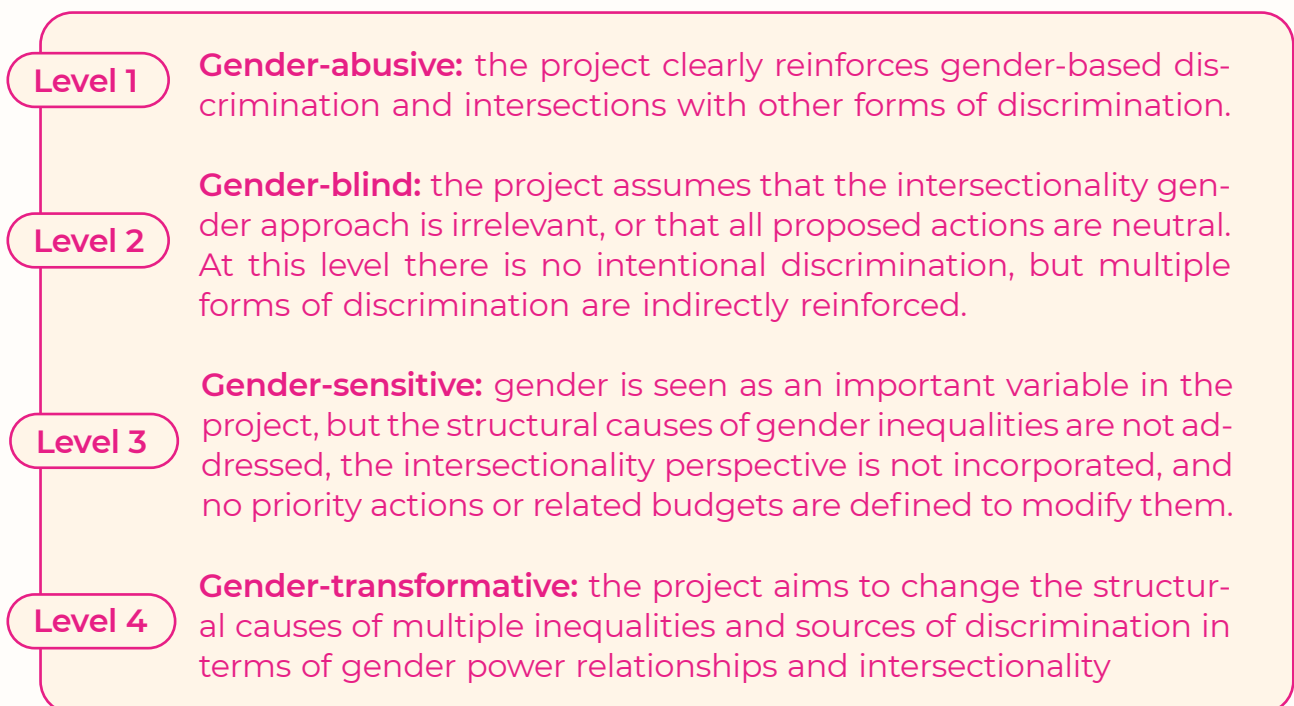 Level 1
Gender-abusive: the project clearly reinforces gender-based dis-
crimination and intersections with other forms of discrimination.
Level 2
Gender-blind: the project assumes that the intersectionality gen-
der approach is irrelevant, or that all proposed actions are neutral.
At this level there is no intentional discrimination, but multiple
forms of discrimination are indirectly reinforced.
Level 3
Gender-sensitive: gender is seen as an important variable in the
project, but the structural causes of gender inequalities are not ad-
dressed, the intersectionality perspective is not incorporated, and
no priority actions or related budgets are defined to modify them.
Level 4
Gender-transformative: the project aims to change the structur-
al causes of multiple inequalities and sources of discrimination in
terms of gender power relationships and intersectionality